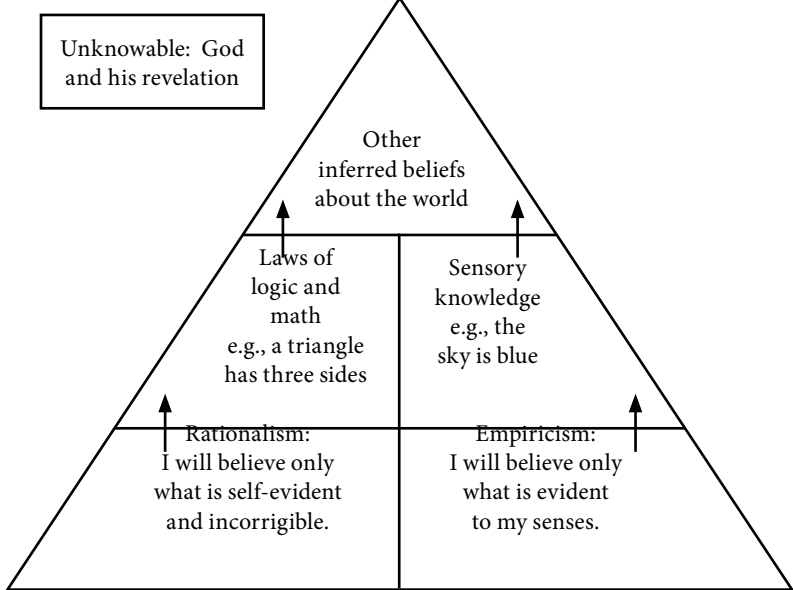 Unknowable: God
and his revelation
Other
inferred beliefs
about the world
Laws of
logic and
math
e.g., a triangle
has three sides
Sensory
knowledge
e.g., the
sky is blue
Rationalism:
I will believe only
what is self-evident
and incorrigible.
Empiricism:
I will believe only
what is evident
to my senses.